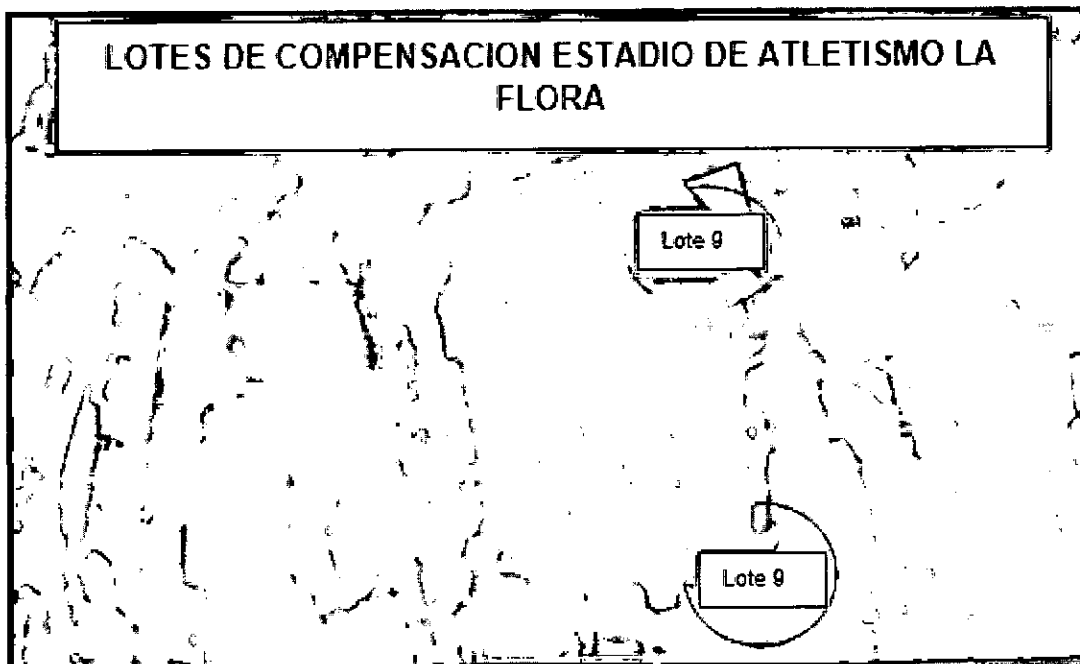 LOTES DE COMPENSACION ESTADIO DE ATLETISMO LA
FLORA
Lote 9
Lote 9